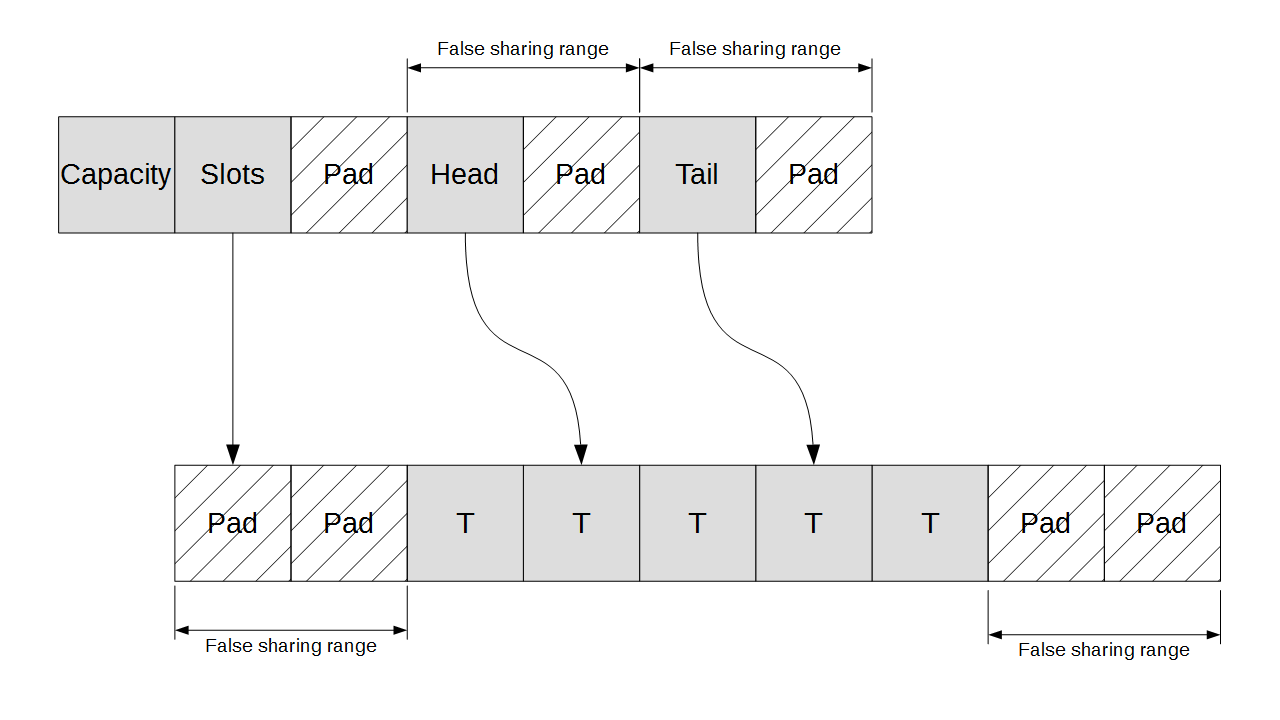 False sharing range
False sharing range
Capacity
Slots
Pad
Head
Pad
Tail
Pad
Pad
Pad
T
T
T
T
T
Pad
Pad
False sharing range
False sharing range